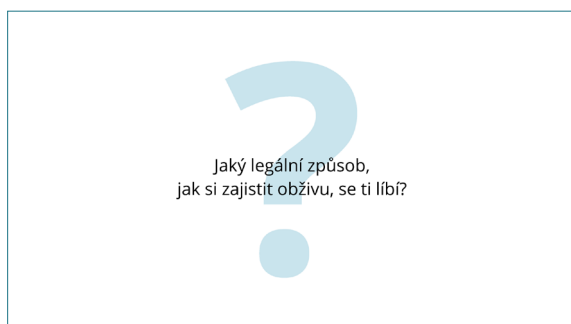 Jaký legální způsob,
jak si zajistit obživu, se ti líbí?